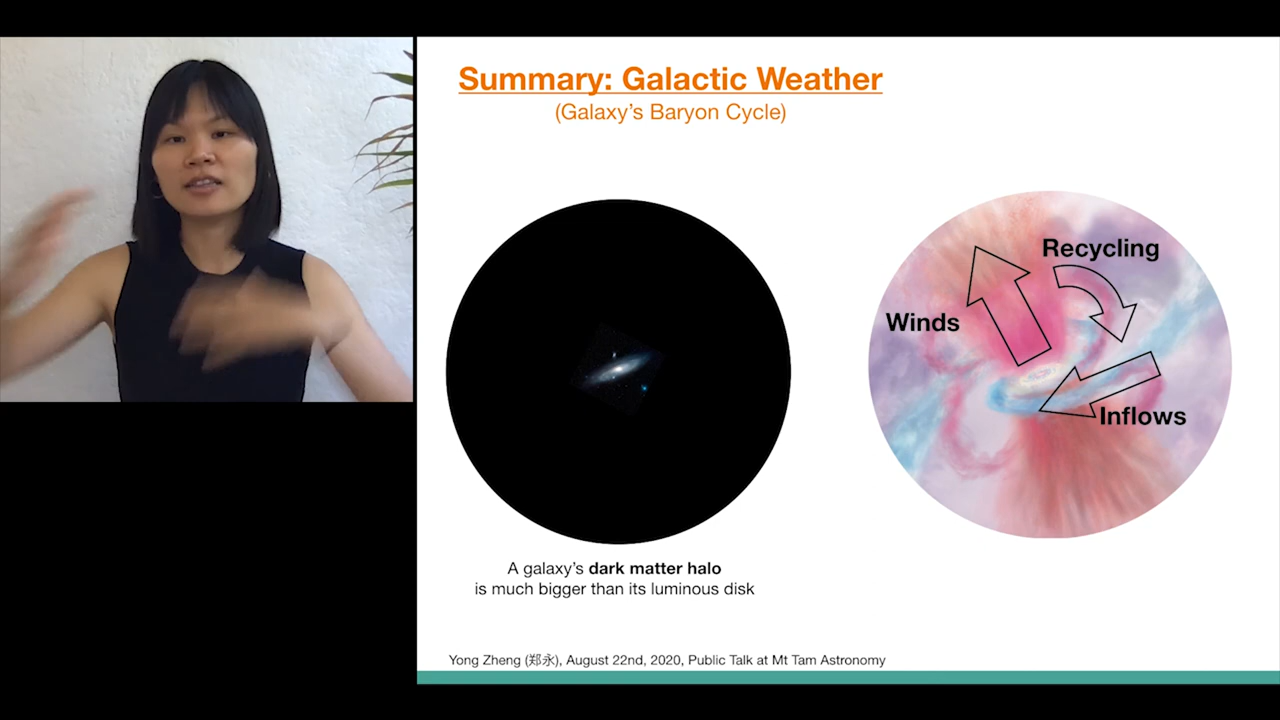 Summary: Galactic Weather
(Galaxy’s Baryon Cycle)
Recycling
Winds
Inflows
A galaxy’s dark matter halo
is much bigger than its luminous disk
Yong Zheng (郑永), August 22nd, 2020, Public Talk at Mt Tam Astronomy